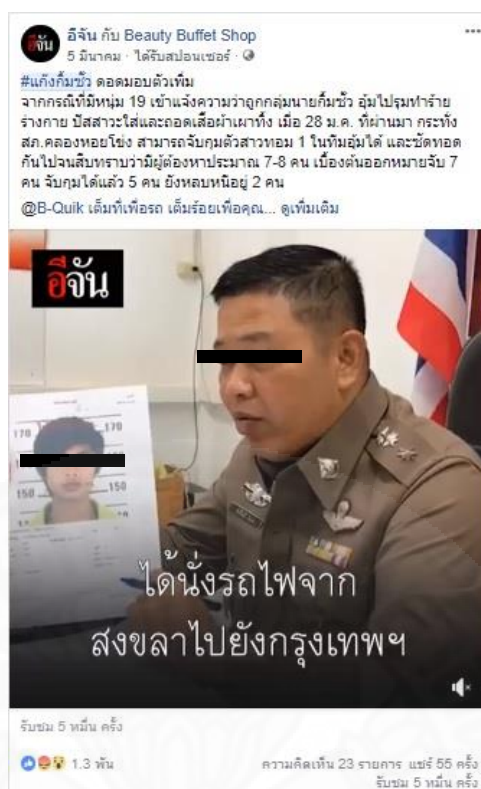 อีจัน กับ Beauty Buffet Shop
5 มีนาคม · ได้รับสปอนเซอร์ ·
#แก๊งกิ้มซั้ว ดอดมอบตัวเพิ่ม
จากกรณีที่มีหนุ่ม 19 เข้าแจ้งความว่าถูกกลุ่มนายกิ้มซั้ว อุ้มไปรุมทำร้าย
ร่างกาย ปัสสาวะใส่และถอดเสื้อผ้าเผาทิ้ง เมื่อ 28 ม.ค. ที่ผ่านมา กระทั่ง
สภ.คลองหอยโข่ง สามารถจับกุมตัวสาวทอม 1 ในทีมอุ้มได้ และซัดทอด
กันไปจนสืบทราบว่ามีผู้ต้องหาประมาณ 7-8 คน เบื้องต้นออกหมายจับ 7
คน จับกุมได้แล้ว 5 คน ยังหลบหนีอยู่ 2 คน
@B-Quik เต็มที่เพื่อรถ เต็มร้อยเพื่อคุณ... ดูเพิ่มเติม
อีจัน
170 170
150 150
ได้นั่งรถไฟจาก
สงขลาไปยังกรุงเทพฯ
รับชม 5 หมื่น ครั้ง
1.3 พัน
ความคิดเห็น 23 รายการ แชร์ 55 ครั้ง
รับชม 5 หมื่น ครั้ง